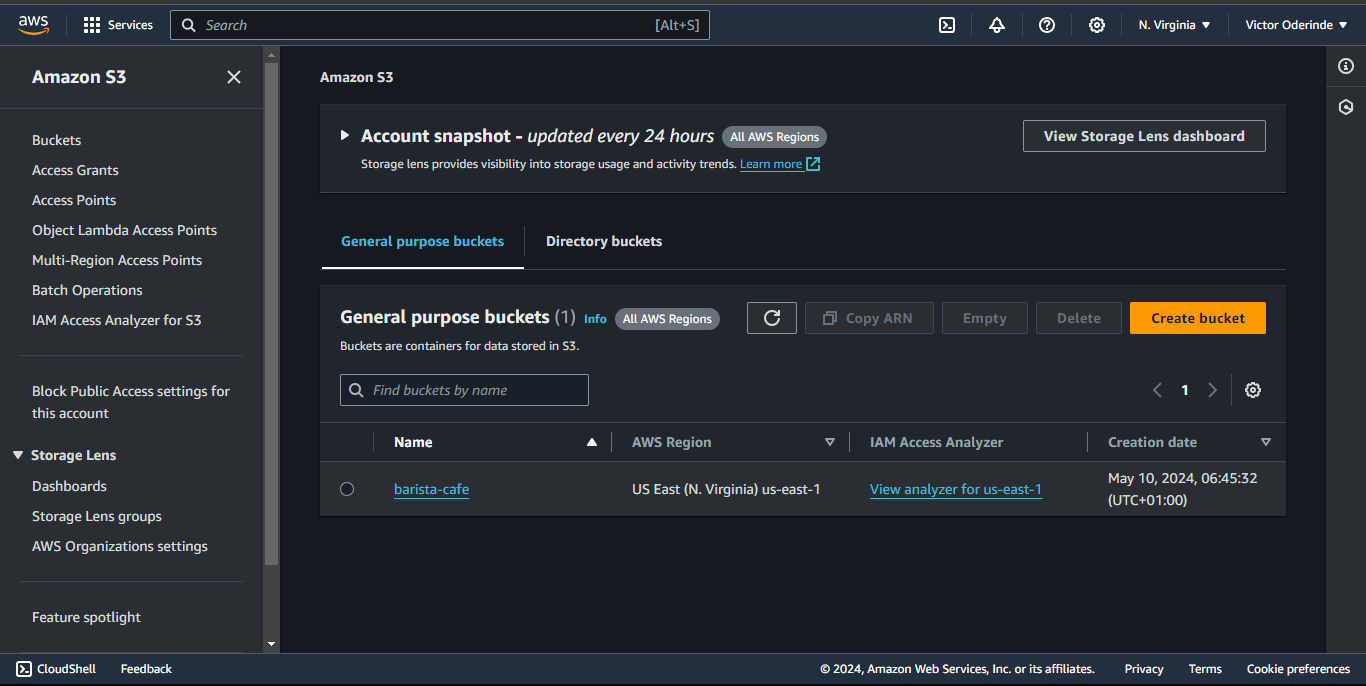 aws Services Search [Alt+S] N. Virginia Victor Oderinde
Amazon S3
Buckets
Access Grants
Access Points
Object Lambda Access Points
Multi-Region Access Points
Batch Operations
IAM Access Analyzer for S3
Block Public Access settings for
this account
Storage Lens
Dashboards
Storage Lens groups
AWS Organizations settings
Feature spotlight
Amazon S3
Account snapshot - updated every 24 hours All AWS Regions View Storage Lens dashboard
Storage lens provides visibility into storage usage and activity trends. Learn more
General purpose buckets Directory buckets
General purpose buckets (1) Info All AWS Regions Copy ARN Empty Delete Create bucket
Buckets are containers for data stored in S3.
Find buckets by name 1
Name AWS Region IAM Access Analyzer Creation date
barista-cafe US East (N. Virginia) us-east-1 View analyzer for us-east-1 May 10, 2024, 06:45:32
(UTC+01:00)
CloudShell Feedback © 2024, Amazon Web Services, Inc. or its affiliates. Privacy Terms Cookie preferences